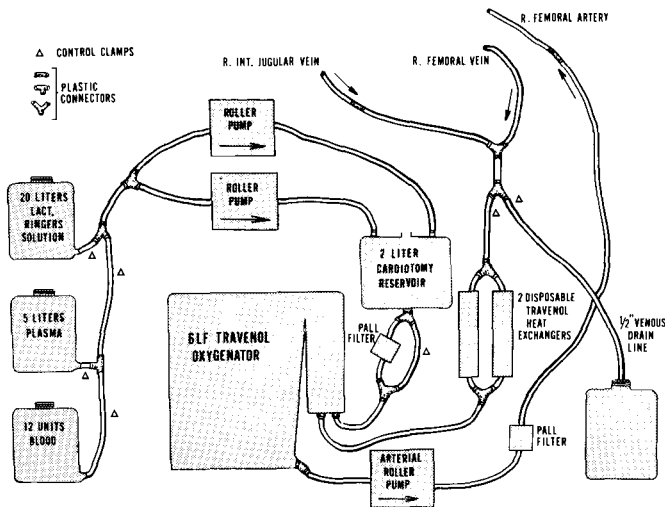 R. FEMORAL ARTERY
△ CONTROL CLAMPS
R. INT. JUGULAR VEIN
R. FEMORAL VEIN
PLASTIC
CONNECTORS
ROLLER
PUMP
ROLLER
PUMP
20 LITERS
LACT,
RINGERS
SOLUTION
2 LITER
CARDIOTOMY
RESERVOIR
5 LITERS
PLASMA
12 UNITS
BLOOD
6LF TRAVENOL
OXYGENATOR
PALL
FILTER
2 DISPOSABLE
TRAVENOL
HEAT
EXCHANGERS
1/2" VENOUS
DRAIN
LINE
PALL
FILTER
ARTERIAL
ROLLER
PUMP